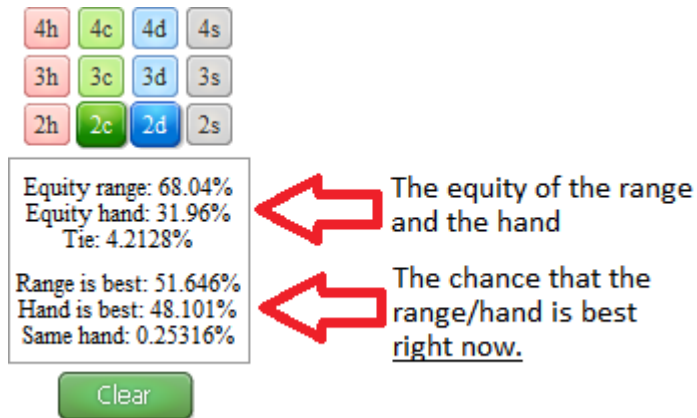 4h 4c 4d 4s
3h 3c 3d 3s
2h 2c 2d 2s
Equity range: 68.04%
Equity hand: 31.96%
Tie: 4.2128%
The equity of the range
and the hand
Range is best: 51.646%
Hand is best: 48.101%
Same hand: 0.25316%
The chance that the
range/hand is best
right now.
Clear